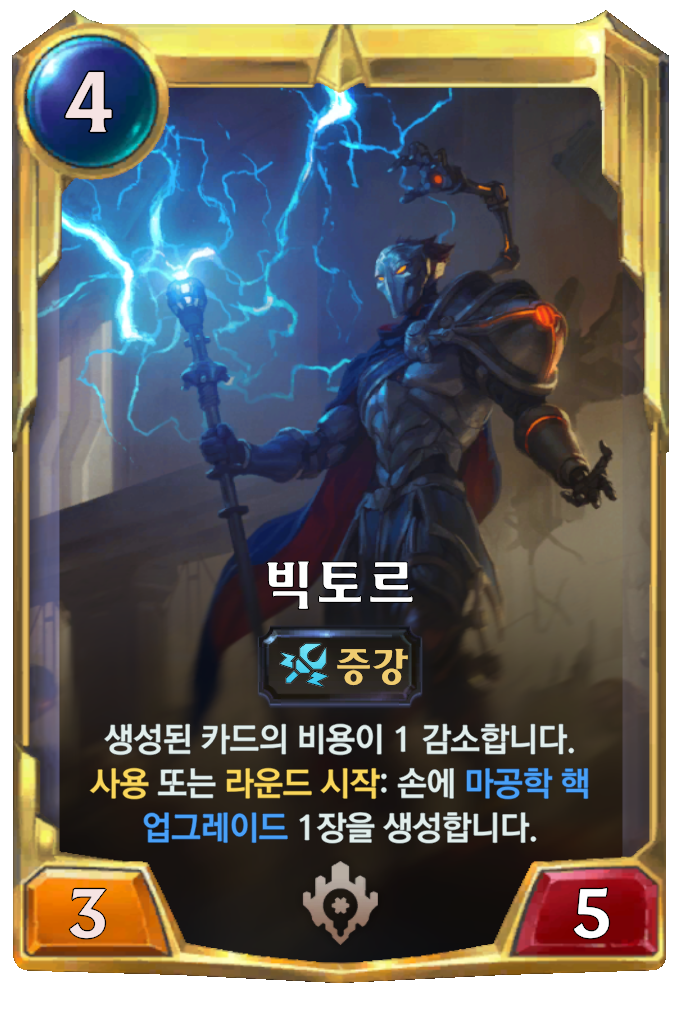 4
빅토르
증강
생성된 카드의 비용이 1 감소합니다.
사용 또는 라운드 시작: 손에 마공학 핵
업그레이드 1장을 생성합니다.
3
5